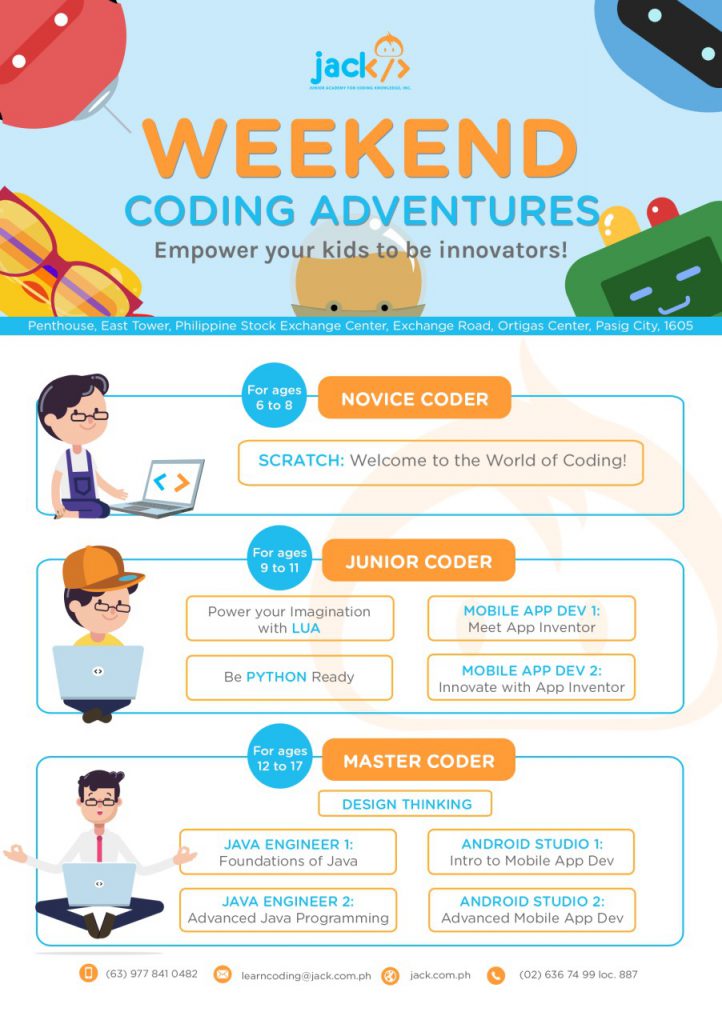 jack</>
JUNIOR ACADEMY FOR CODING KNOWLEDGE, INC.
WEEKEND
CODING ADVENTURES
Empower your kids to be innovators!
Penthouse, East Tower, Philippine Stock Exchange Center, Exchange Road, Ortigas Center, Pasig City, 1605
For ages
6 to 8
NOVICE CODER
SCRATCH: Welcome to the World of Coding!
< >
For ages
9 to 11
JUNIOR CODER
Power your Imagination
with LUA
MOBILE APP DEV 1:
Meet App Inventor
Be PYTHON Ready
MOBILE APP DEV 2:
Innovate with App Inventor
< >
For ages
12 to 17
MASTER CODER
DESIGN THINKING
JAVA ENGINEER 1:
Foundations of Java
ANDROID STUDIO 1:
Intro to Mobile App Dev
< >
JAVA ENGINEER 2:
Advanced Java Programming
ANDROID STUDIO 2:
Advanced Mobile App Dev
(63) 977 841 0482
learncoding@jack.com.ph
jack.com.ph
(02) 636 74 99 loc. 887